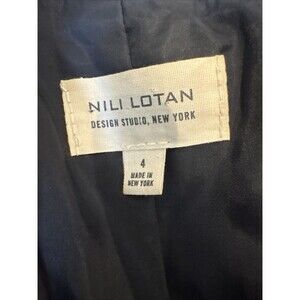 NILI LOTAN
DESIGN STUDIO, NEW YORK
4
MADE IN
NEW YORK